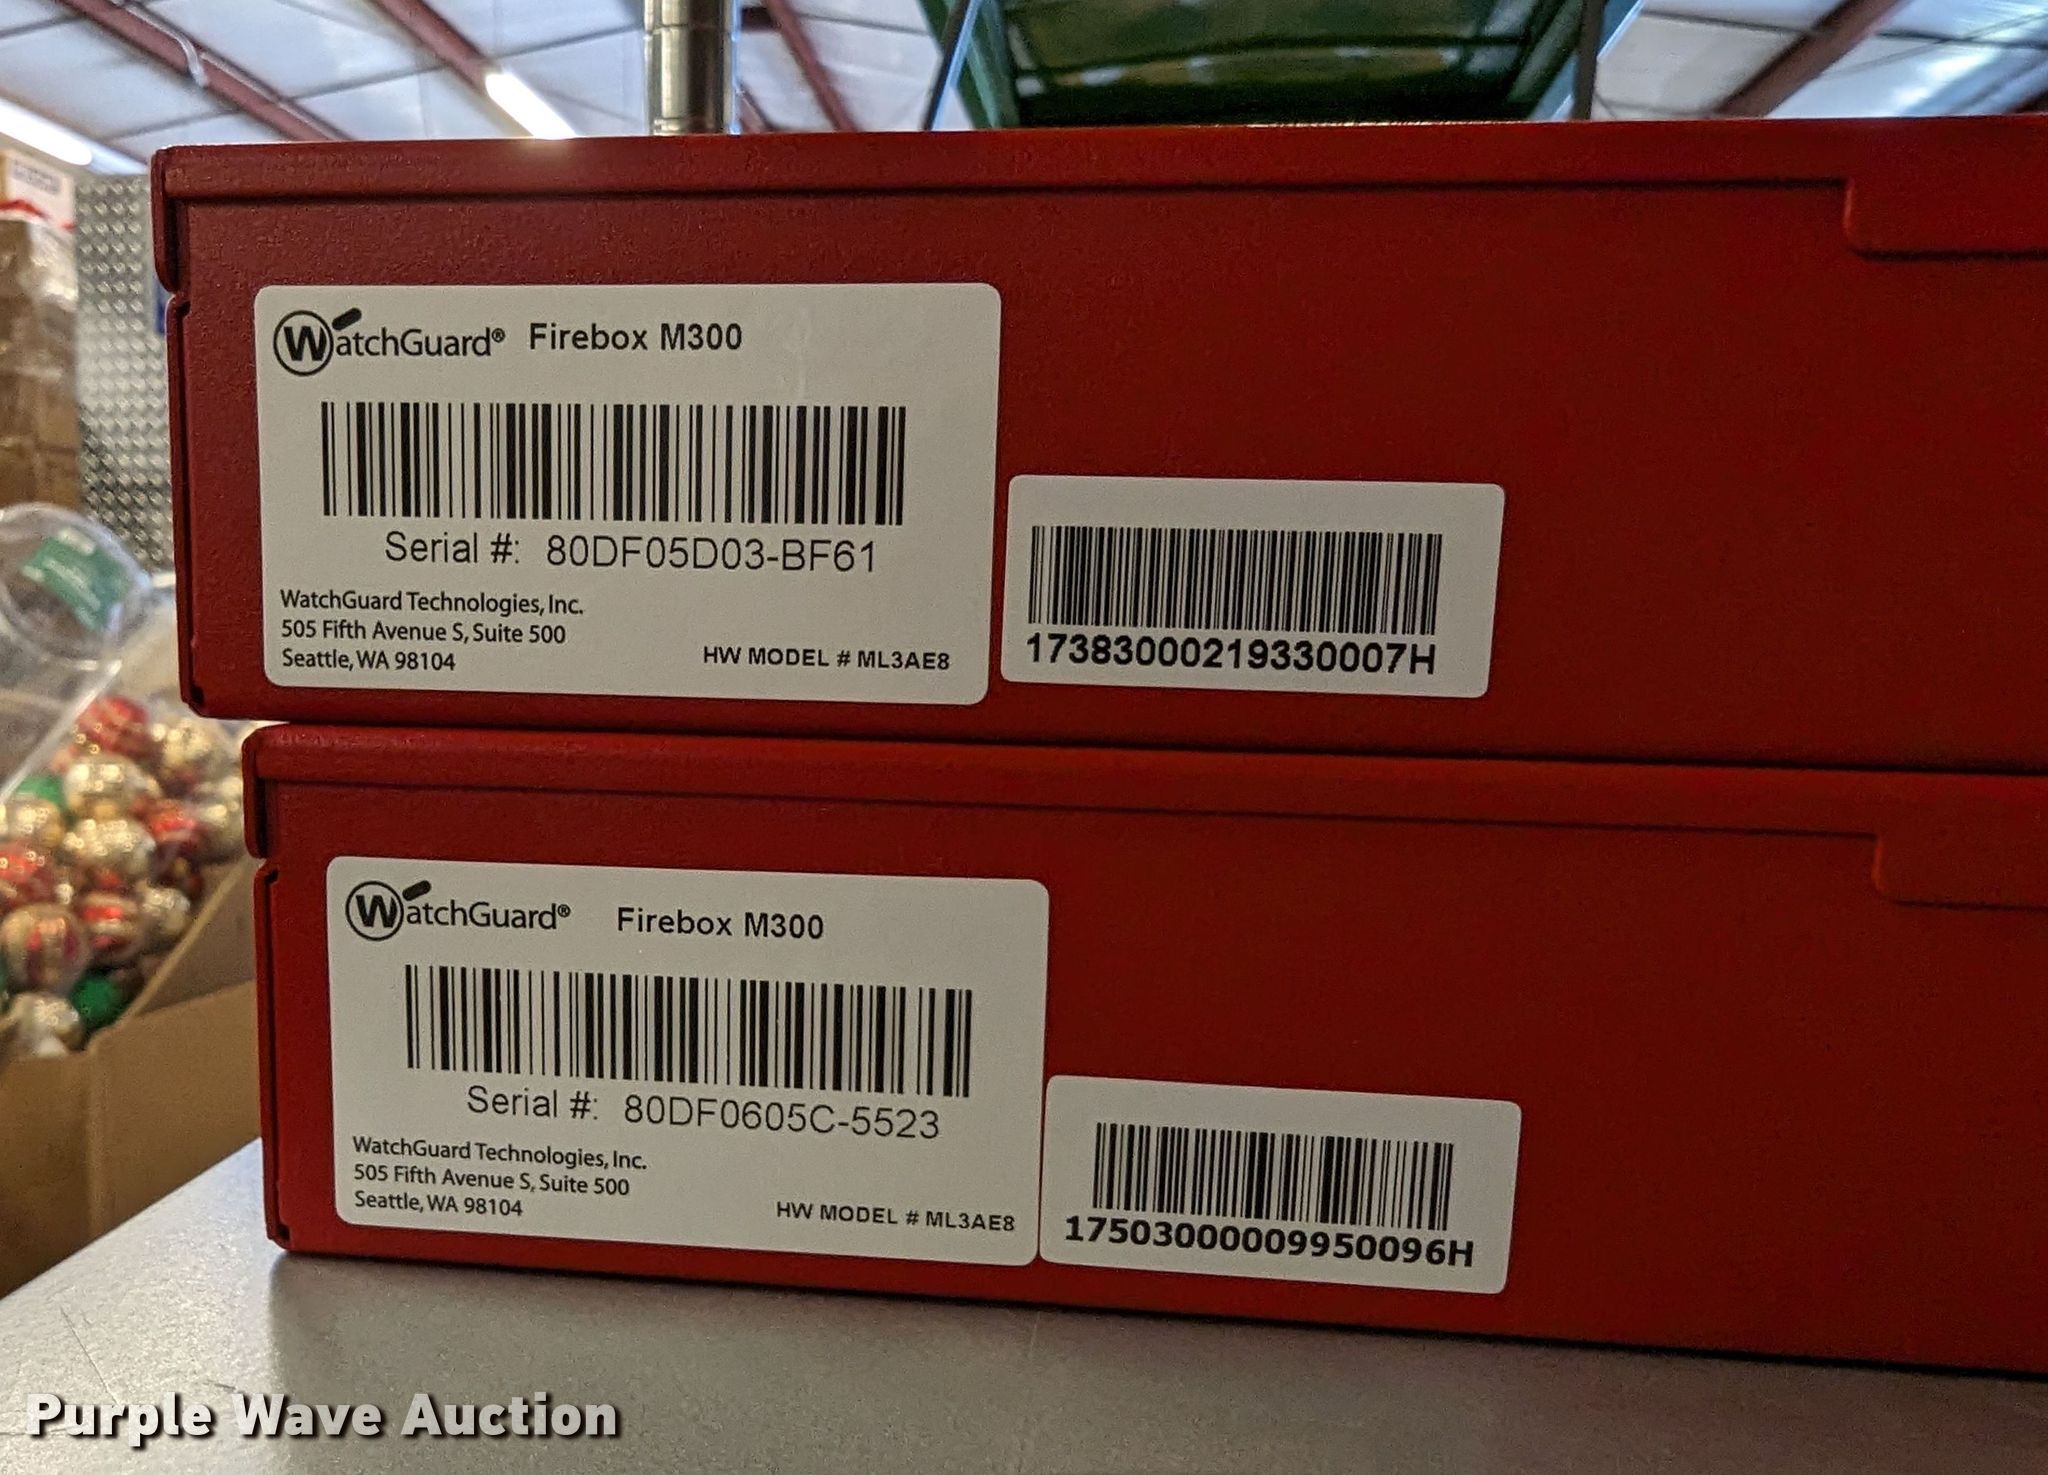 WatchGuard® Firebox M300
Serial #: 80DF05D03-BF61
WatchGuard Technologies, Inc.
505 Fifth Avenue S, Suite 500
Seattle, WA 98104
HW MODEL # ML3AE8
17383000219330007H
WatchGuard® Firebox M300
Serial #: 80DF0605C-5523
WatchGuard Technologies, Inc.
505 Fifth Avenue S, Suite 500
Seattle, WA 98104
HW MODEL # ML3AE8
17503000009950096H
Purple Wave Auction